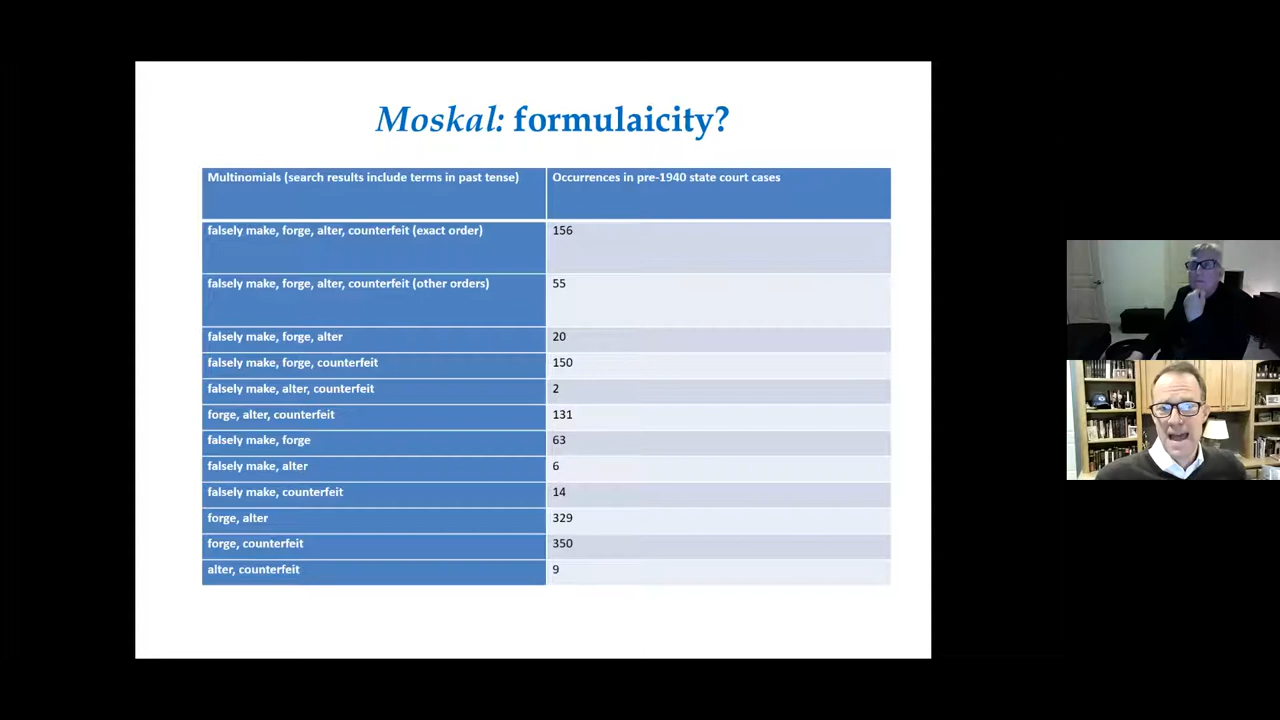 Moskal: formulaicity?
Multinomials (search results include terms in past tense) Occurrences in pre-1940 state court cases
falsely make, forge, alter, counterfeit (exact order) 156
falsely make, forge, alter, counterfeit (other orders) 55
falsely make, forge, alter 20
falsely make, forge, counterfeit 150
falsely make, alter, counterfeit 2
forge, alter, counterfeit 131
falsely make, forge 63
falsely make, alter 6
falsely make, counterfeit 14
forge, alter 329
forge, counterfeit 350
alter, counterfeit 9